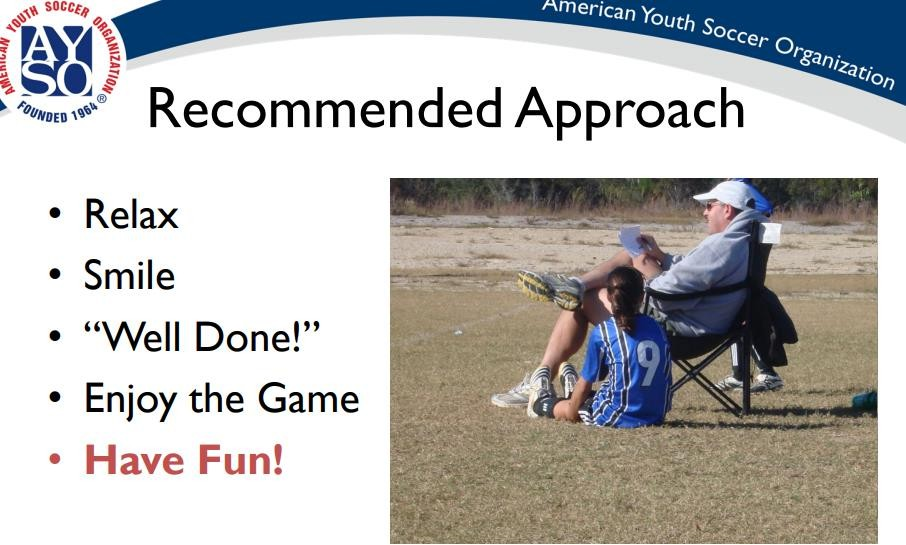 AMERICAN YOUTH SOCCER ORGANIZATION
AYSO
FOUNDED 1964®
American Youth Soccer Organization
Recommended Approach
• Relax
• Smile
• “Well Done!”
• Enjoy the Game
• Have Fun!
9